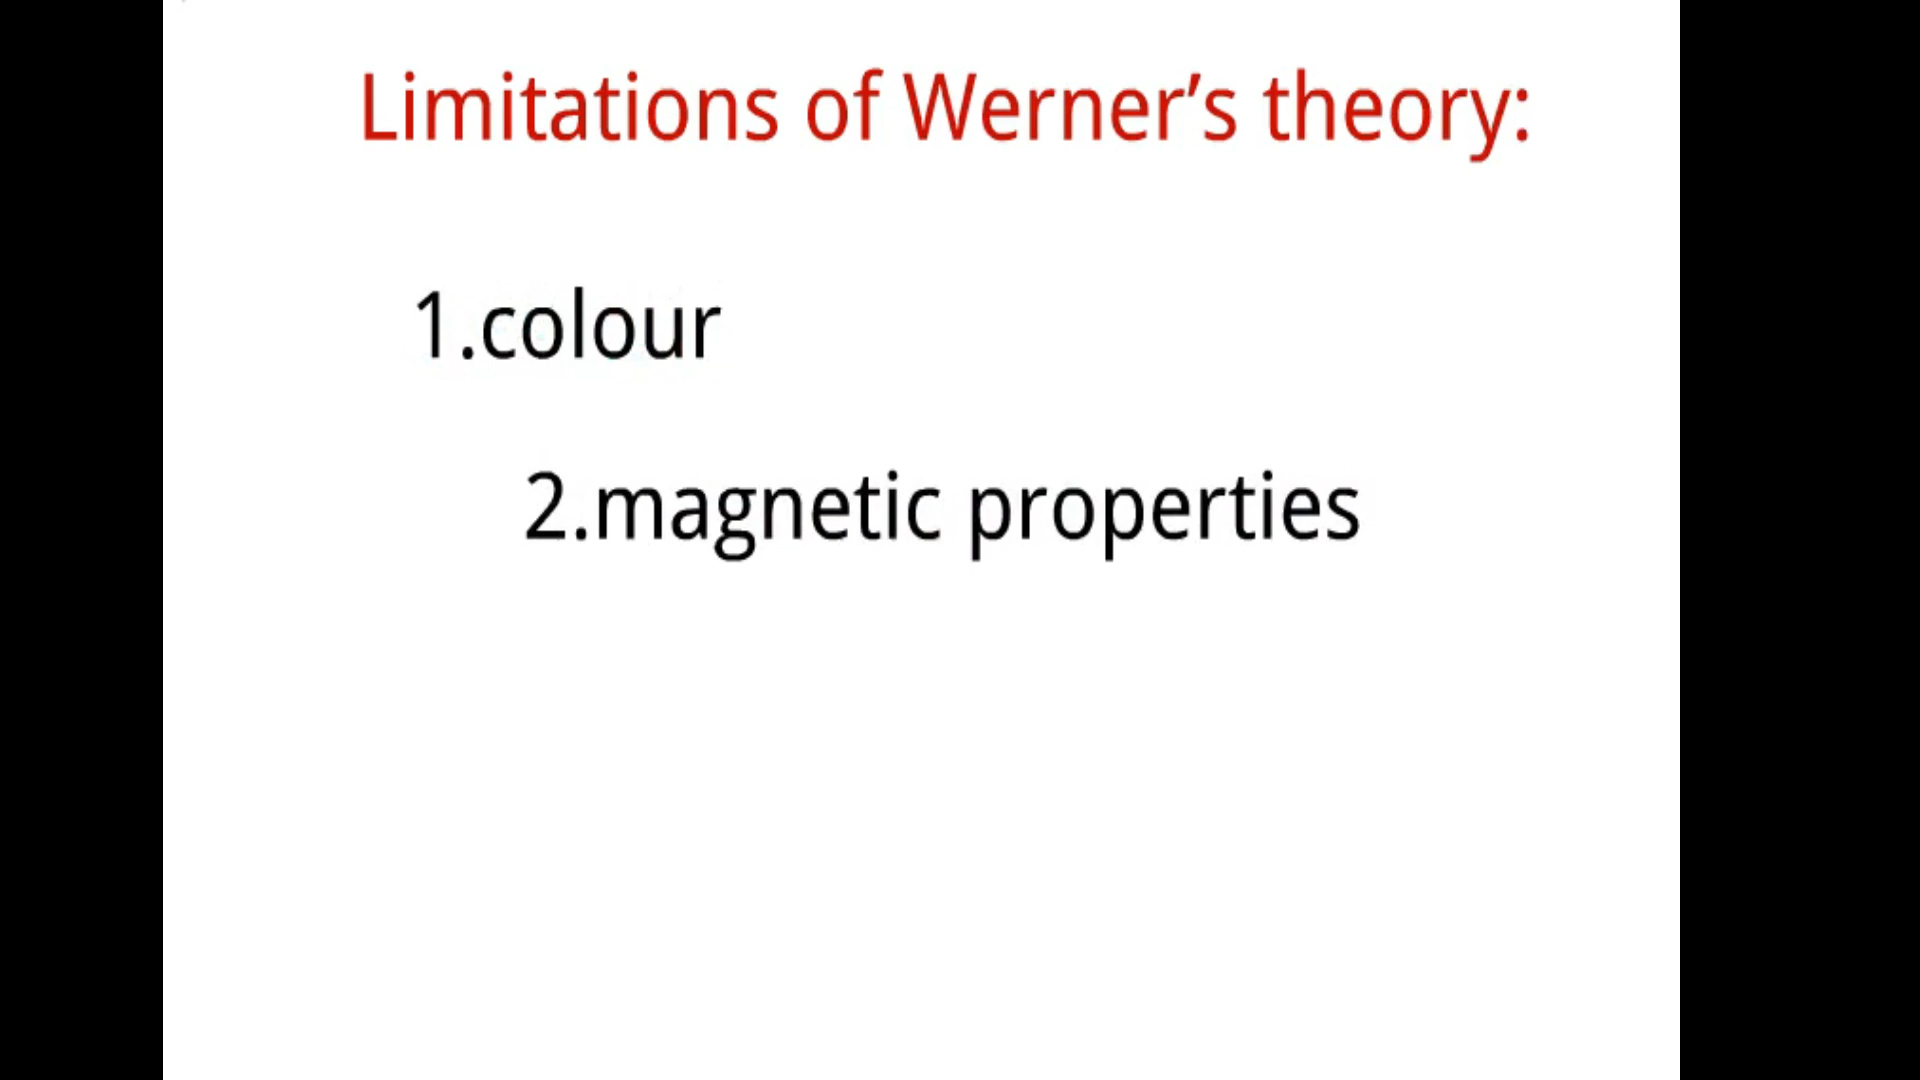 Limitations of Werner’s theory:
1.colour
2.magnetic properties